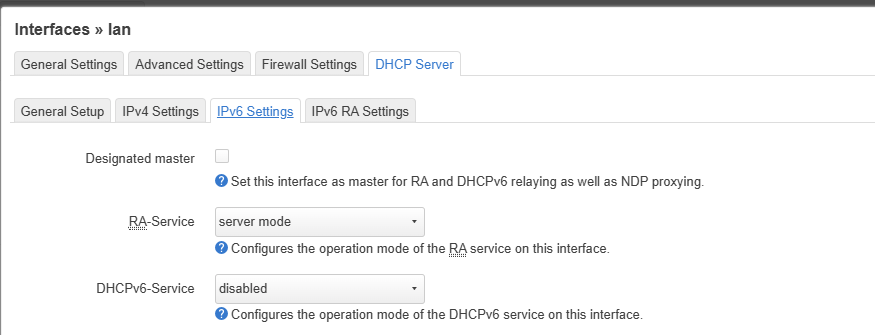 Interfaces » lan
General Settings Advanced Settings Firewall Settings DHCP Server
General Setup IPv4 Settings IPv6 Settings IPv6 RA Settings
Designated master
Set this interface as master for RA and DHCPv6 relaying as well as NDP proxying.
RA-Service server mode
Configures the operation mode of the RA service on this interface.
DHCPv6-Service disabled
Configures the operation mode of the DHCPv6 service on this interface.